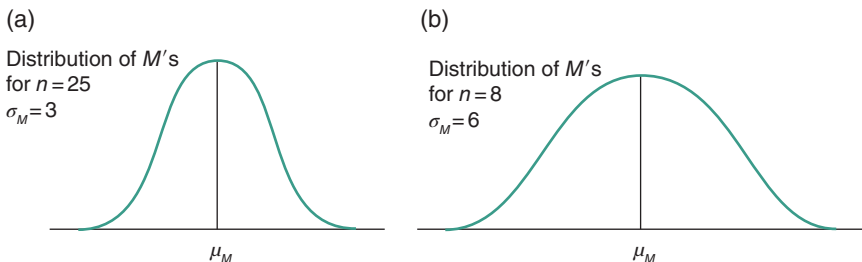 (a)
Distribution of M's
for n = 25
σM = 3
μM
(b)
Distribution of M's
for n = 8
σM = 6
μM